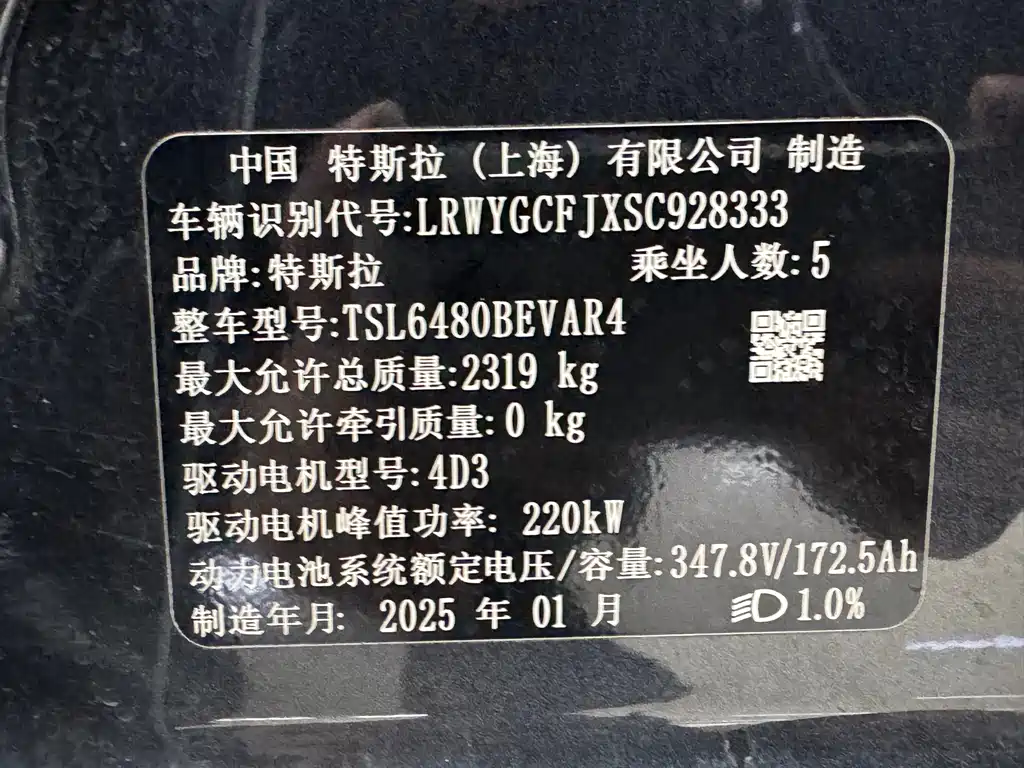 中国 特斯拉 (上海) 有限公司 制造
车辆识别代号:LRWYGCFJXSC928333
品牌:特斯拉 乘坐人数:5
整车型号:TSL6480BEVAR4
最大允许总质量:2319 kg
最大允许牵引质量:0 kg
驱动电机型号:4D3
驱动电机峰值功率: 220kW
动力电池系统额定电压/容量:347.8V/172.5Ah
制造年月: 2025 年 01 月 1.0%